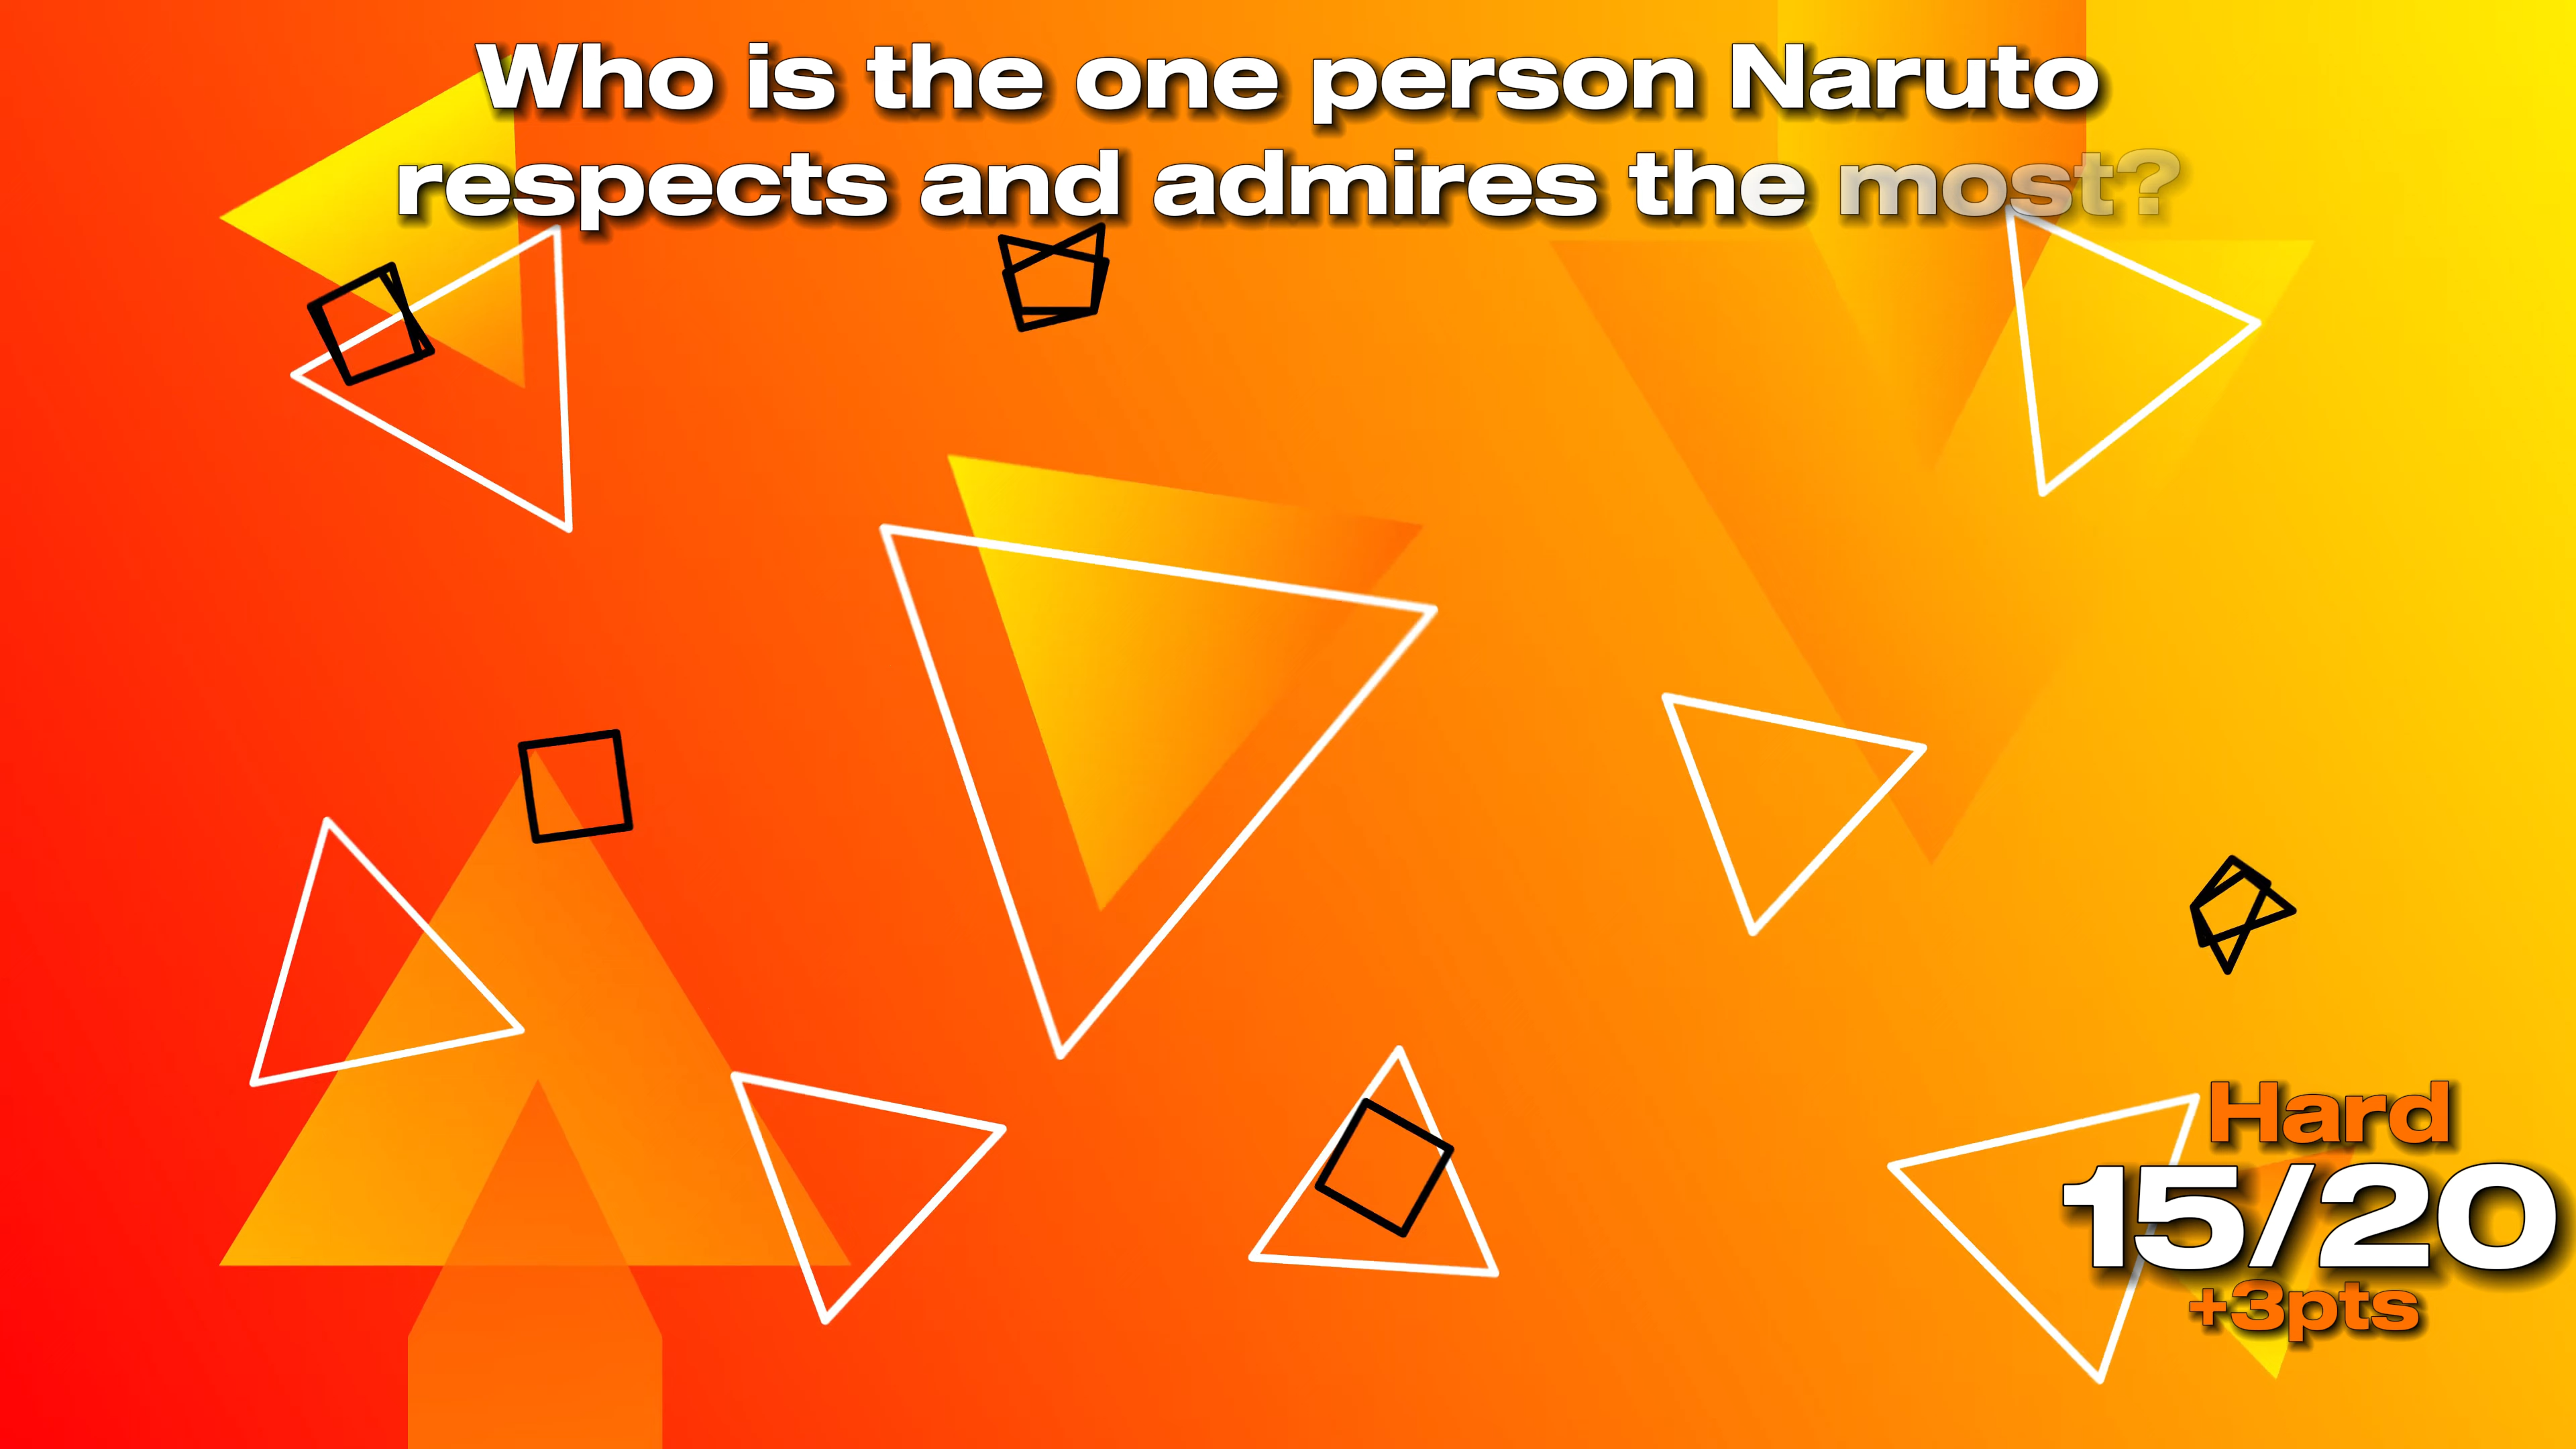 Who is the one person Naruto
respects and admires the most?
Hard
15/20
+3pts